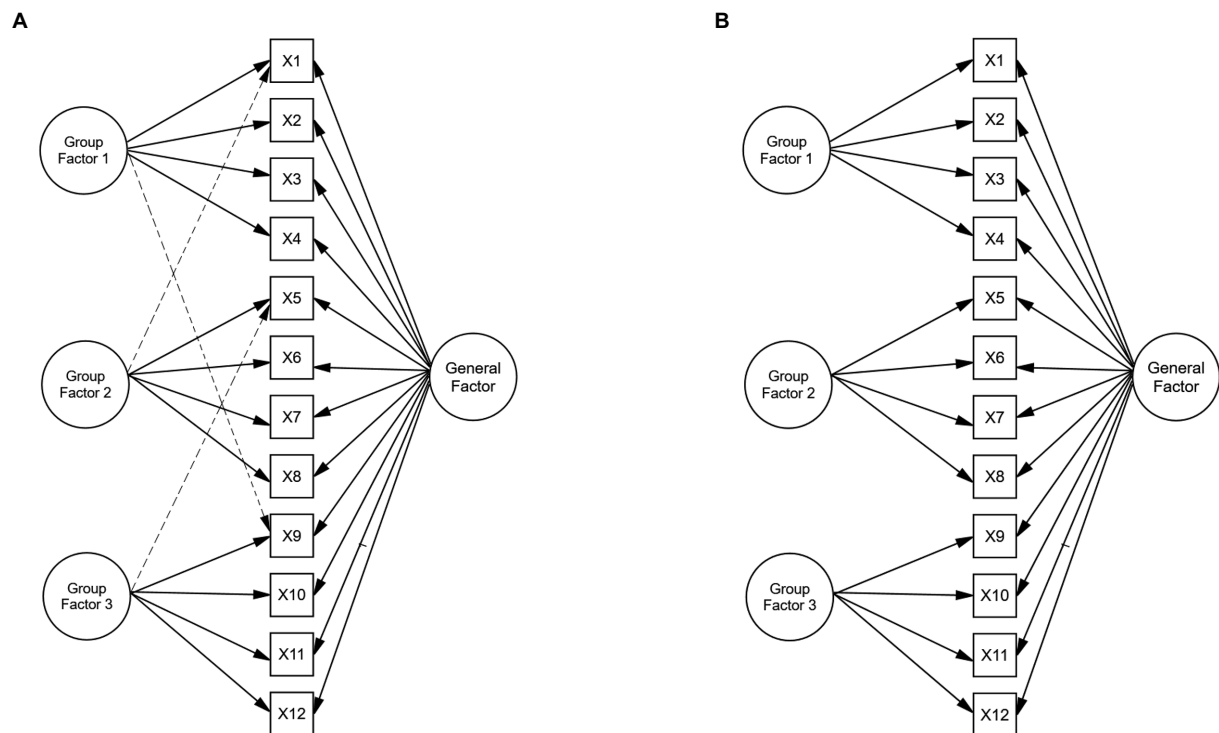 A
X1
X2
Group
Factor 1
X3
X4
X5
X6
General
Factor
Group
Factor 2
X7
X8
X9
Group
Factor 3
X10
X11
X12
B
X1
X2
Group
Factor 1
X3
X4
X5
X6
General
Factor
Group
Factor 2
X7
X8
X9
Group
Factor 3
X10
X11
X12